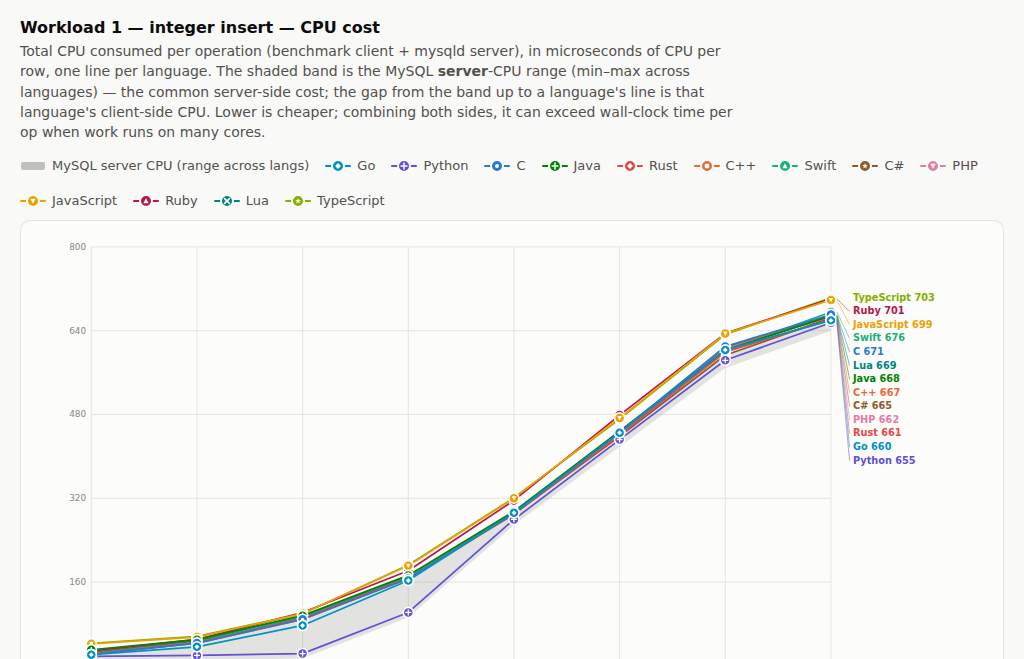 Workload 1 — integer insert — CPU cost
Total CPU consumed per operation (benchmark client + mysqld server), in microseconds of CPU per
row, one line per language. The shaded band is the MySQL server-CPU range (min–max across
languages) — the common server-side cost; the gap from the band up to a language's line is that
language's client-side CPU. Lower is cheaper; combining both sides, it can exceed wall-clock time per
op when work runs on many cores.
MySQL server CPU (range across langs) Go Python C Java Rust C++ Swift C# PHP
JavaScript Ruby Lua TypeScript
800
640
480
320
160
TypeScript 703
Ruby 701
JavaScript 699
Swift 676
C 671
Lua 669
Java 668
C++ 667
C# 665
PHP 662
Rust 661
Go 660
Python 655